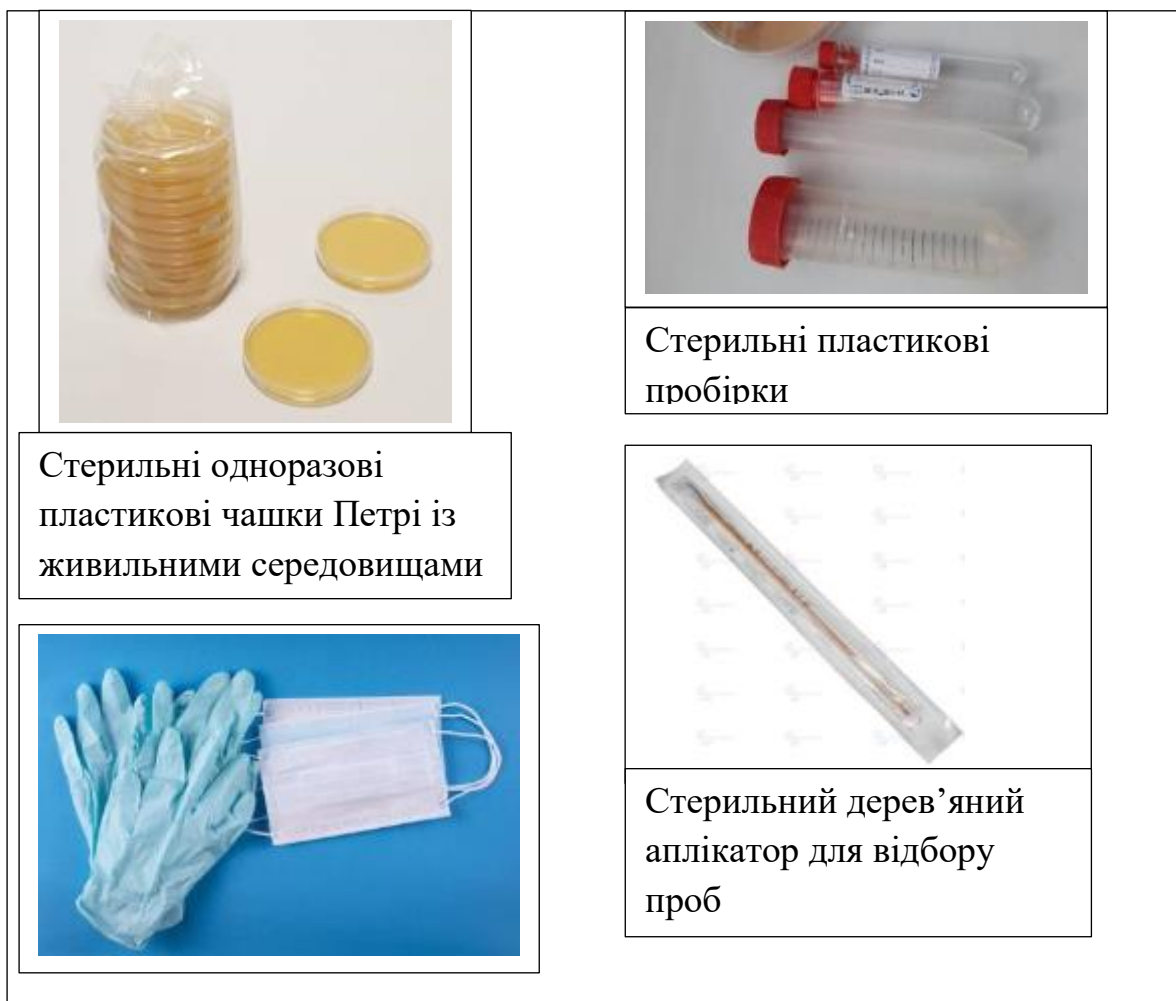 Стерильні пластикові
пробірки
Стерильні одноразові
пластикові чашки Петрі із
живильними середовищами
Стерильний дерев’яний
аплікатор для відбору
проб